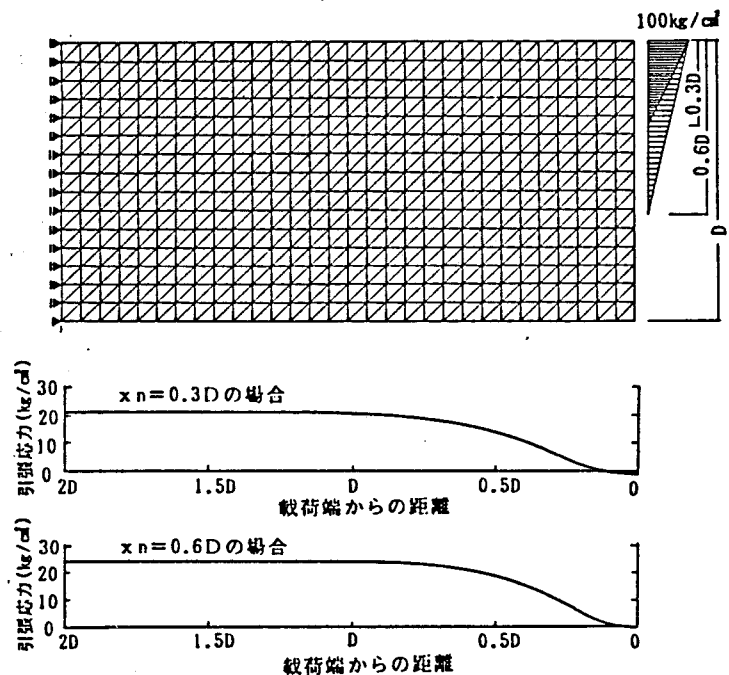 100kg/c㎡
0.3D
0.6D
D
引張応力(kg/c㎡)
30
20
10
0
xn=0.3Dの場合
2D
1.5D
D
0.5D
0
載荷端からの距離
引張応力(kg/c㎡)
30
20
10
0
xn=0.6Dの場合
2D
1.5D
D
0.5D
0
載荷端からの距離